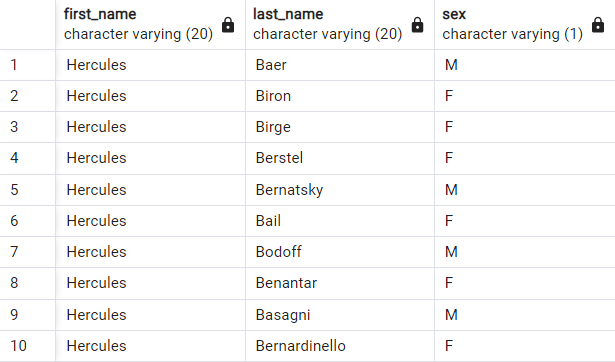 first_name last_name sex
character varying (20) character varying (20) character varying (1)
1 Hercules Baer M
2 Hercules Biron F
3 Hercules Birge F
4 Hercules Berstel F
5 Hercules Bernatsky M
6 Hercules Bail F
7 Hercules Bodoff M
8 Hercules Benantar F
9 Hercules Basagni M
10 Hercules Bernardinello F